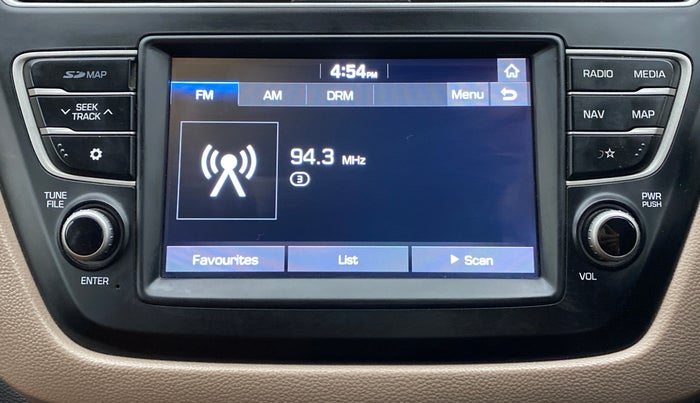 4:54PM
SD MAP
RADIO MEDIA
FM AM DRM Menu
SEEK
TRACK
NAV MAP
94.3 MHz
3
TUNE
FILE
PWR
PUSH
Favourites List Scan
ENTER
VOL